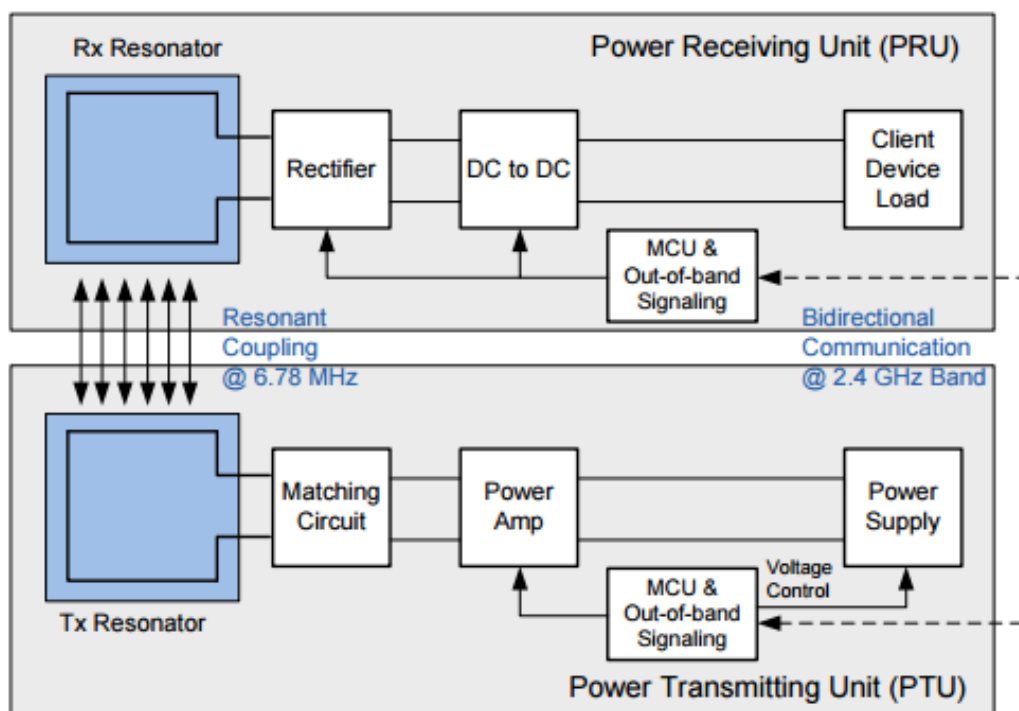 Rx Resonator
Power Receiving Unit (PRU)
Rectifier
DC to DC
Client
Device
Load
MCU &
Out-of-band
Signaling
Resonant
Coupling
@ 6.78 MHz
Bidirectional
Communication
@ 2.4 GHz Band
Matching
Circuit
Power
Amp
Power
Supply
MCU &
Out-of-band
Signaling
Voltage
Control
Tx Resonator
Power Transmitting Unit (PTU)